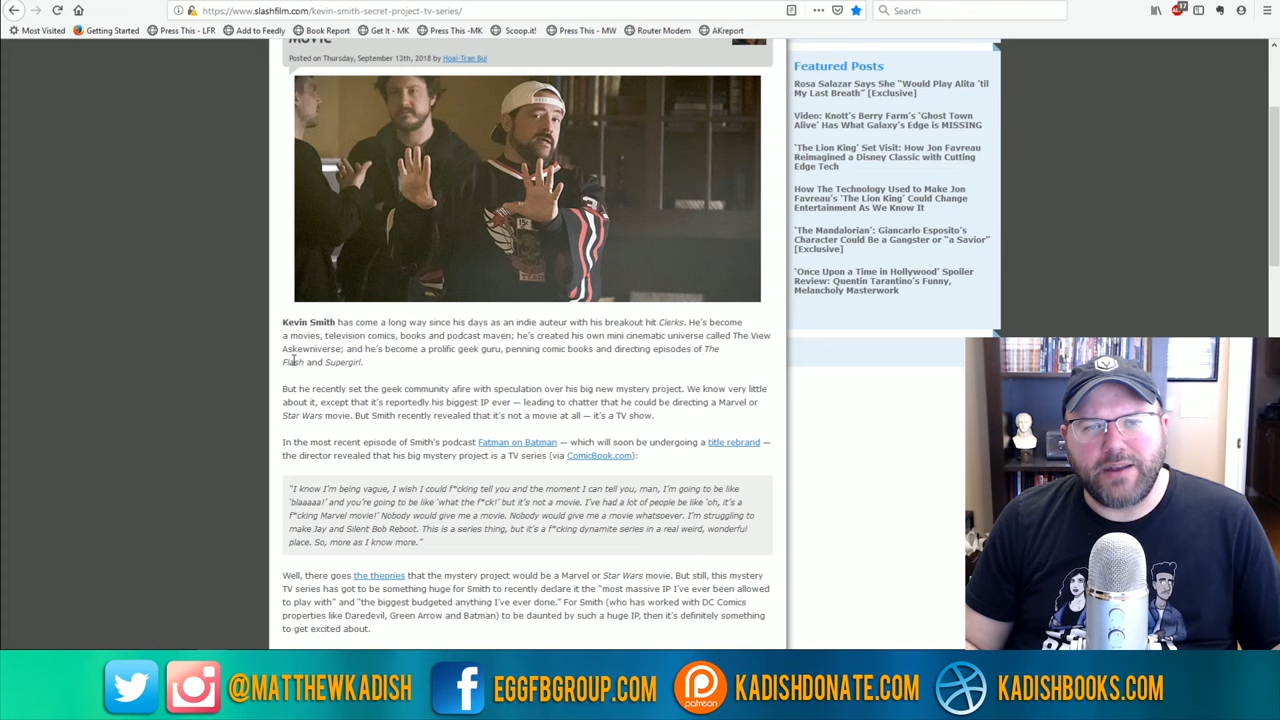 https://www.slashfilm.com/kevin-smith-secret-project-tv-series/
Search
17
Most Visited
Getting Started
Press This - LFR
Add to Feedly
Book Report
Get It - MK
Press This -MK
Scoop.it!
Press This - MW
Router Modem
AKreport
Posted on Thursday, September 13th, 2018 by Hoai-Tran Bui
Kevin Smith has come a long way since his days as an indie auteur with his breakout hit Clerks. He's become
a movies, television comics, books and podcast maven; he's created his own mini cinematic universe called The View
Askewniverse; and he's become a prolific geek guru, penning comic books and directing episodes of The
Flash and Supergirl.
But he recently set the geek community afire with speculation over his big new mystery project. We know very little
about it, except that it's reportedly his biggest IP ever — leading to chatter that he could be directing a Marvel or
Star Wars movie. But Smith recently revealed that it's not a movie at all — it's a TV show.
In the most recent episode of Smith's podcast Fatman on Batman — which will soon be undergoing a title rebrand —
the director revealed that his big mystery project is a TV series (via ComicBook.com):
"I know I'm being vague, I wish I could f*cking tell you and the moment I can tell you, man, I'm going to be like
'blaaaaa!' and you're going to be like 'what the f*ck!' but it's not a movie. I've had a lot of people be like 'oh, it's a
f*cking Marvel movie!' Nobody would give me a movie. Nobody would give me a movie whatsoever. I'm struggling to
make Jay and Silent Bob Reboot. This is a series thing, but it's a f*cking dynamite series in a real weird, wonderful
place. So, more as I know more."
Well, there goes the theories that the mystery project would be a Marvel or Star Wars movie. But still, this mystery
TV series has got to be something huge for Smith to recently declare it the "most massive IP I've ever been allowed
to play with" and "the biggest budgeted anything I've ever done." For Smith (who has worked with DC Comics
properties like Daredevil, Green Arrow and Batman) to be daunted by such a huge IP, then it's definitely something
to get excited about.
Featured Posts
Rosa Salazar Says She "Would Play Alita 'til
My Last Breath" [Exclusive]
Video: Knott's Berry Farm's 'Ghost Town
Alive' Has What Galaxy's Edge is MISSING
'The Lion King' Set Visit: How Jon Favreau
Reimagined a Disney Classic with Cutting
Edge Tech
How The Technology Used to Make Jon
Favreau's 'The Lion King' Could Change
Entertainment As We Know It
'The Mandalorian': Giancarlo Esposito's
Character Could Be a Gangster or "a Savior"
[Exclusive]
'Once Upon a Time in Hollywood' Spoiler
Review: Quentin Tarantino's Funny,
Melancholy Masterwork
@MATTHEWKADISH
EGGFBGROUP.COM
patreon
KADISHDONATE.COM
KADISHBOOKS.COM